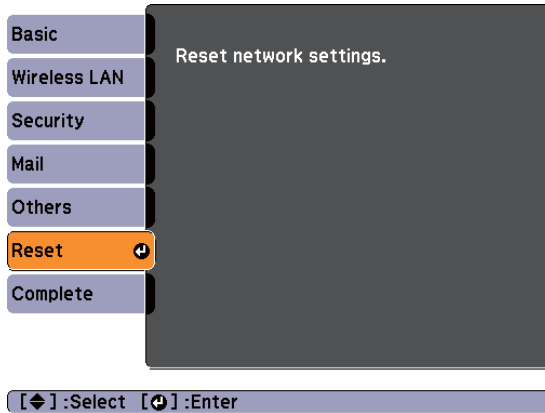 Basic
Wireless LAN
Security
Mail
Others
Reset
Complete
Reset network settings.
[◆] :Select [⏎] :Enter